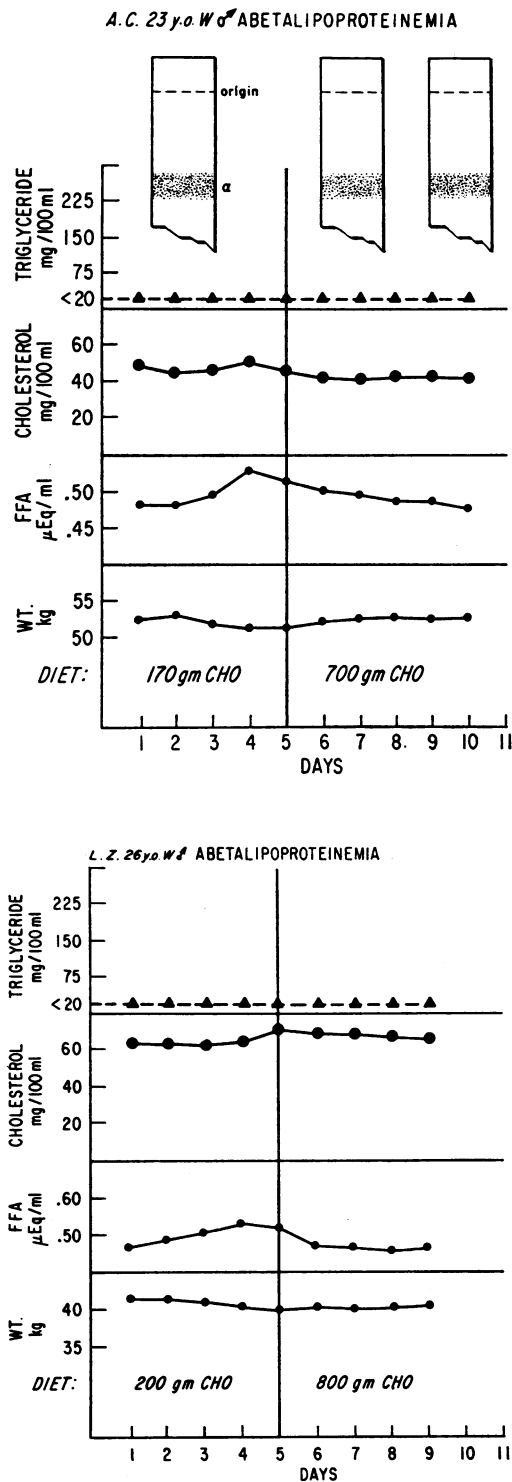 A.C. 23 y.o. W ♂ ABETALIPOPROTEINEMIA
origin
α
TRIGLYCERIDE
mg/100ml
225
150
75
<20
CHOLESTEROL
mg/100ml
60
40
20
FFA
μEq/ml
.50
.45
WT.
kg
55
50
DIET: 170 gm CHO 700 gm CHO
1 2 3 4 5 6 7 8. 9 10 11
DAYS
L.Z. 26 y.o. W ♂ ABETALIPOPROTEINEMIA
TRIGLYCERIDE
mg/100ml
225
150
75
<20
CHOLESTEROL
mg/100ml
60
40
20
FFA
μEq/ml
.60
.50
WT.
kg
40
35
DIET: 200 gm CHO 800 gm CHO
1 2 3 4 5 6 7 8 9 10 11
DAYS